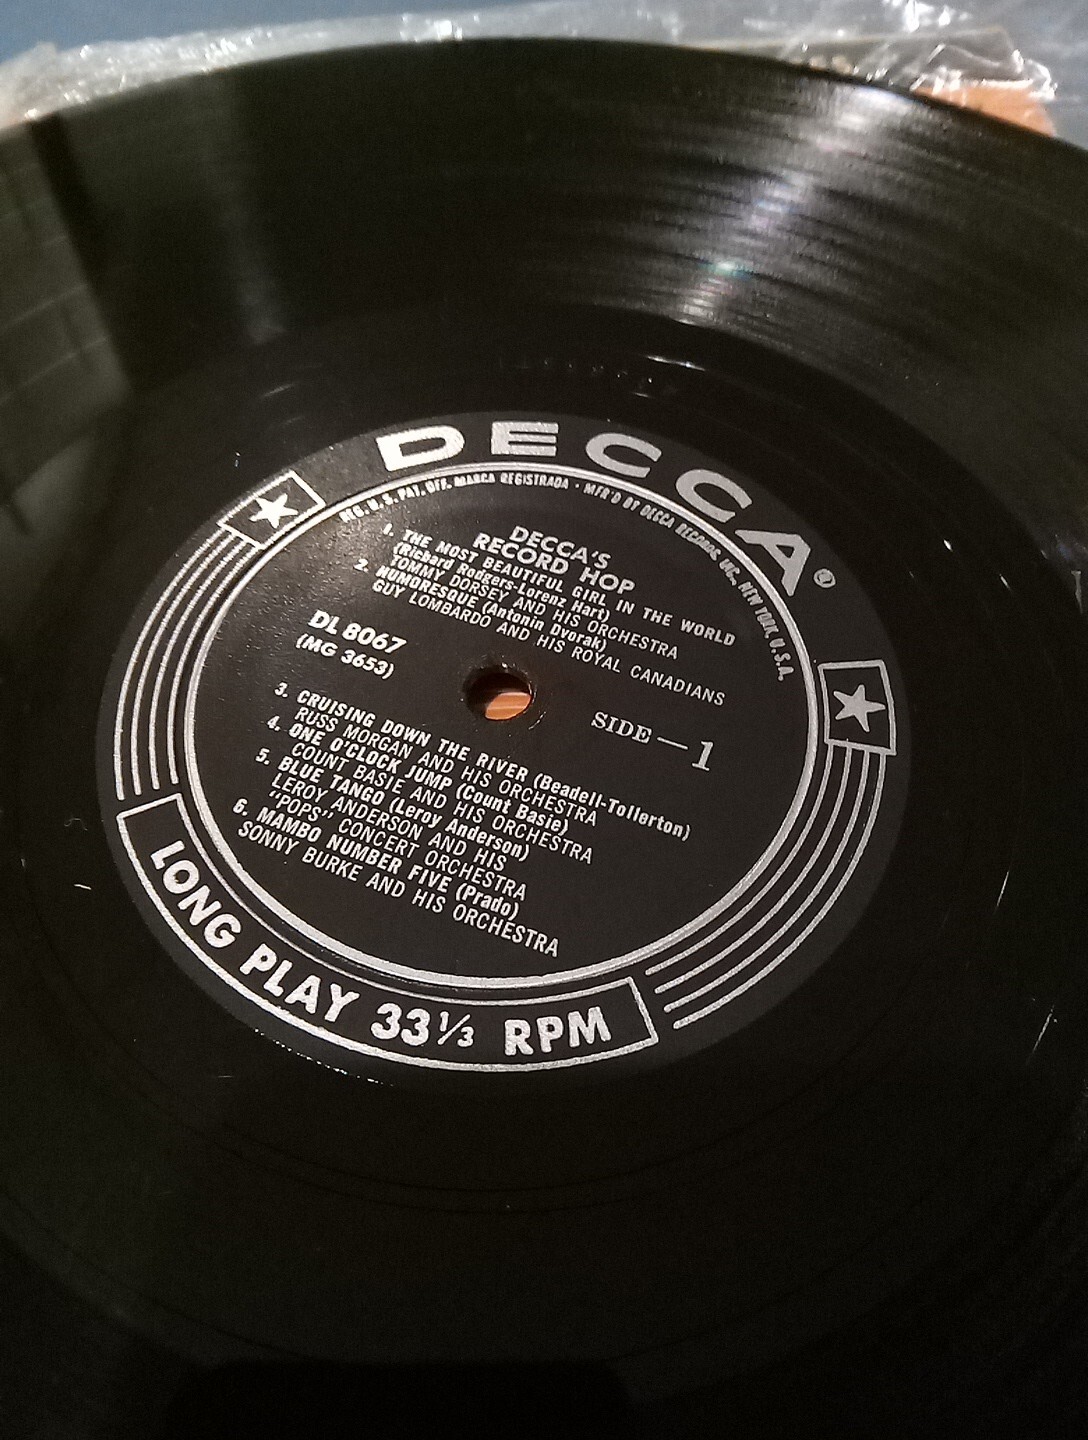 DECCA®
REG. U.S. PAT. OFF. MARCA REGISTRADA • MFR'D BY DECCA RECORDS, INC., NEW YORK, U.S.A.
DECCA'S
RECORD HOP
1. THE MOST BEAUTIFUL GIRL IN THE WORLD
(Richard Rodgers-Lorenz Hart)
TOMMY DORSEY AND HIS ORCHESTRA
2. HUMORESQUE (Antonin Dvorak)
GUY LOMBARDO AND HIS ROYAL CANADIANS
DL 8067
(MG 3653)
SIDE — 1
3. CRUISING DOWN THE RIVER (Beadell-Tollerton)
RUSS MORGAN AND HIS ORCHESTRA
4. ONE O'CLOCK JUMP (Count Basie)
COUNT BASIE AND HIS ORCHESTRA
5. BLUE TANGO (Leroy Anderson)
LEROY ANDERSON AND HIS
"POPS" CONCERT ORCHESTRA
6. MAMBO NUMBER FIVE (Prado)
SONNY BURKE AND HIS ORCHESTRA
LONG PLAY 33⅓ RPM